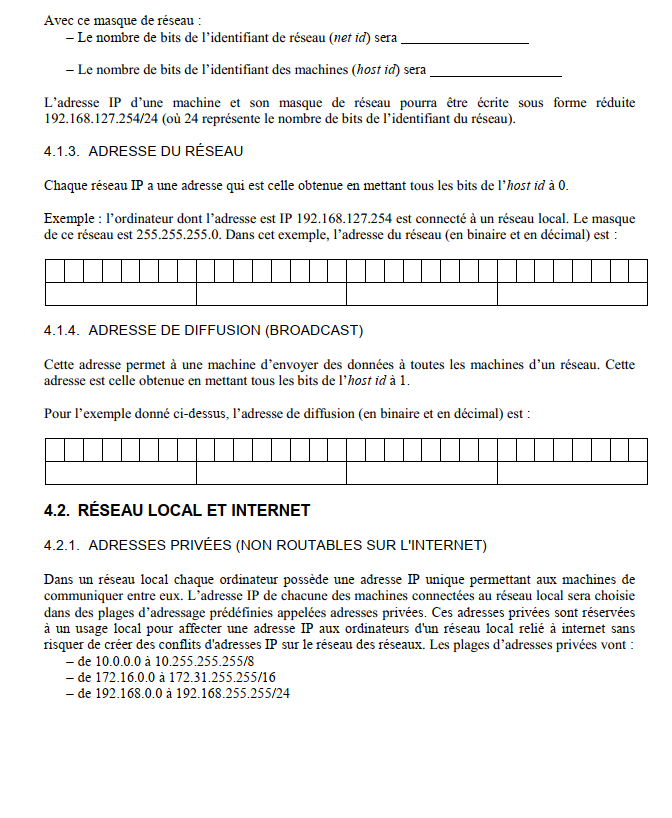 Avec ce masque de réseau :
– Le nombre de bits de l'identifiant de réseau (net id) sera ___________________
– Le nombre de bits de l'identifiant des machines (host id) sera ___________________
L'adresse IP d'une machine et son masque de réseau pourra être écrite sous forme réduite
192.168.127.254/24 (où 24 représente le nombre de bits de l'identifiant du réseau).
4.1.3. ADRESSE DU RÉSEAU
Chaque réseau IP a une adresse qui est celle obtenue en mettant tous les bits de l'host id à 0.
Exemple : l'ordinateur dont l'adresse est IP 192.168.127.254 est connecté à un réseau local. Le masque
de ce réseau est 255.255.255.0. Dans cet exemple, l'adresse du réseau (en binaire et en décimal) est :
4.1.4. ADRESSE DE DIFFUSION (BROADCAST)
Cette adresse permet à une machine d'envoyer des données à toutes les machines d'un réseau. Cette
adresse est celle obtenue en mettant tous les bits de l'host id à 1.
Pour l'exemple donné ci-dessus, l'adresse de diffusion (en binaire et en décimal) est :
4.2. RÉSEAU LOCAL ET INTERNET
4.2.1. ADRESSES PRIVÉES (NON ROUTABLES SUR L'INTERNET)
Dans un réseau local chaque ordinateur possède une adresse IP unique permettant aux machines de
communiquer entre eux. L'adresse IP de chacune des machines connectées au réseau local sera choisie
dans des plages d'adressage prédéfinies appelées adresses privées. Ces adresses privées sont réservées
à un usage local pour affecter une adresse IP aux ordinateurs d'un réseau local relié à internet sans
risquer de créer des conflits d'adresses IP sur le réseau des réseaux. Les plages d'adresses privées vont :
– de 10.0.0.0 à 10.255.255.255/8
– de 172.16.0.0 à 172.31.255.255/16
– de 192.168.0.0 à 192.168.255.255/24